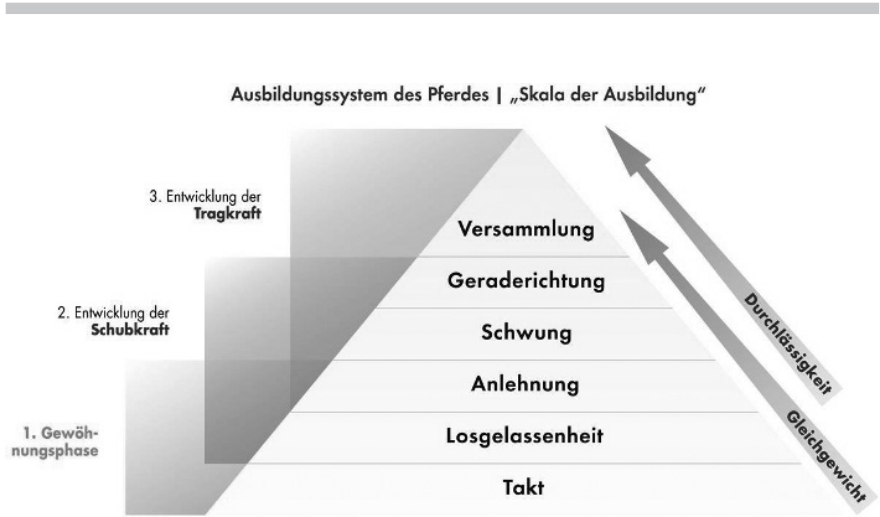 Ausbildungssystem des Pferdes | „Skala der Ausbildung“
3. Entwicklung der
Tragkraft
2. Entwicklung der
Schubkraft
1. Gewöh-
nungsphase
Versammlung
Geraderichtung
Schwung
Anlehnung
Losgelassenheit
Takt
Durchlässigkeit
Gleichgewicht